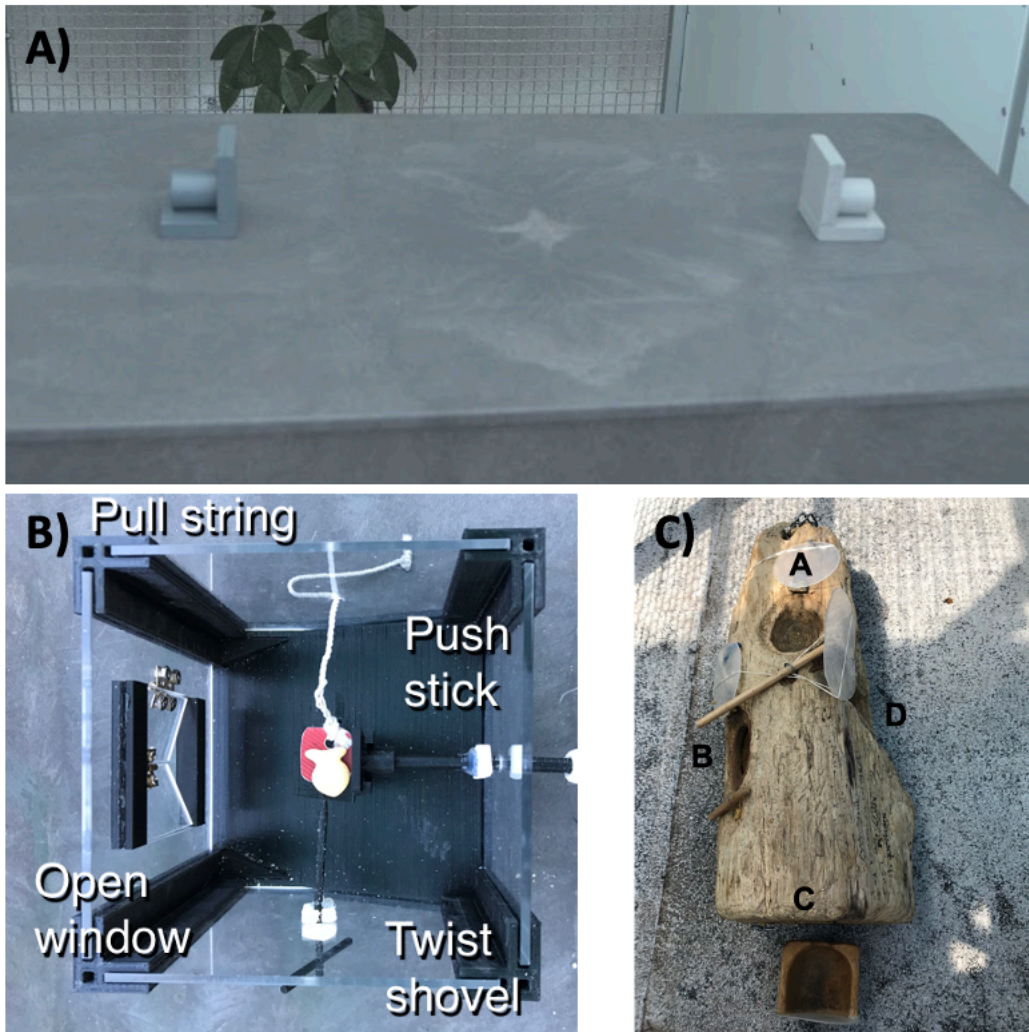 A)
B)
Pull string
Push
stick
Open
window
Twist
shovel
C)
A
B
D
C